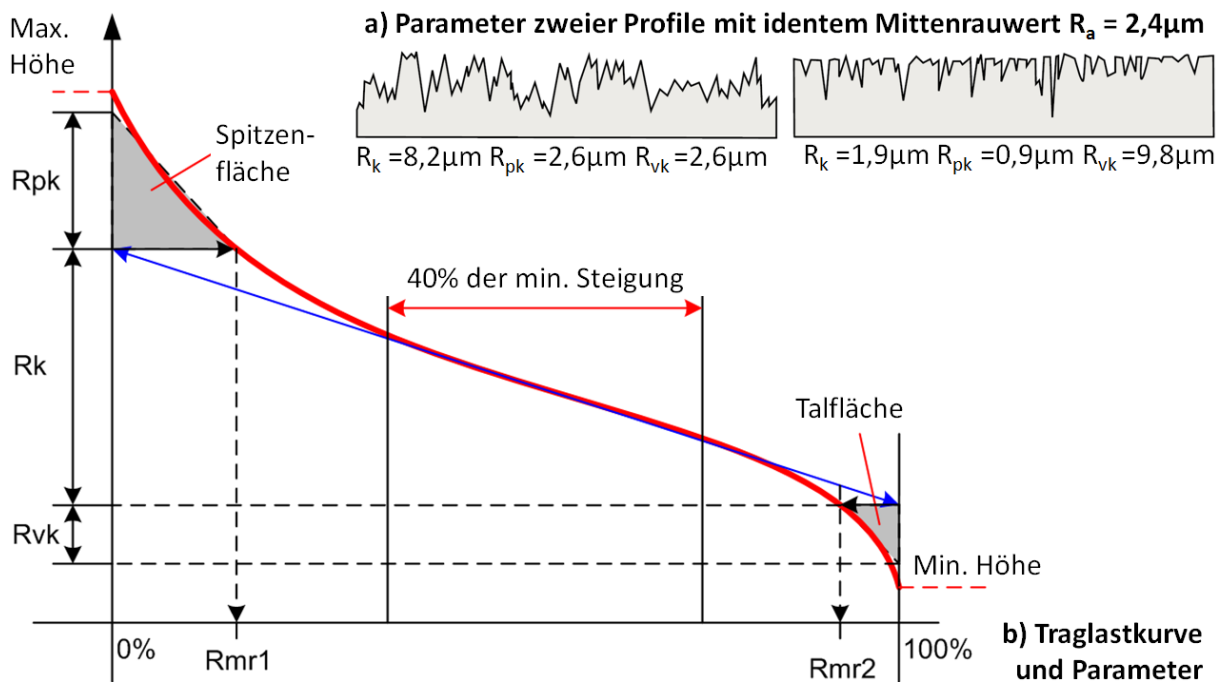 a) Parameter zweier Profile mit identem Mittenrauwert Ra = 2,4µm
Max.
Höhe
Rk =8,2µm Rpk =2,6µm Rvk =2,6µm
Rk =1,9µm Rpk =0,9µm Rvk =9,8µm
Spitzen-
fläche
Rpk
40% der min. Steigung
Rk
Talfläche
Rvk
Min. Höhe
0%
Rmr1
Rmr2
100%
b) Traglastkurve
und Parameter